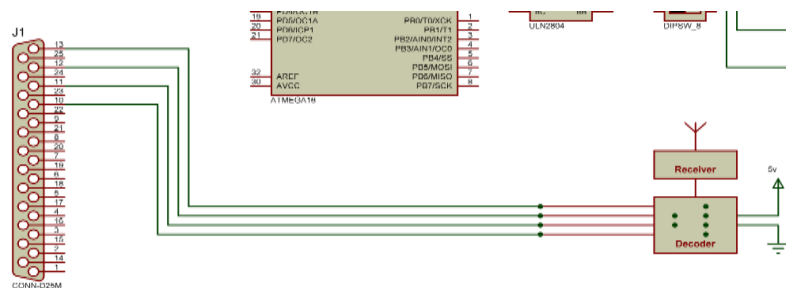 J1
13
25
12
24
11
23
10
22
9
21
8
20
7
19
6
18
5
17
4
16
3
15
2
14
1
CONN-D25M
19
20
21
32
30
PD5/OC1A
PD6/ICP1
PD7/OC2
AREF
AVCC
PB0/T0/XCK
PB1/T1
PB2/AIN0/INT2
PB3/AIN1/OC0
PB4/SS
PB5/MOSI
PB6/MISO
PB7/SCK
1
2
3
4
5
6
7
8
ATMEGA16
ULN2804
DIPSW_8
Receiver
Decoder
5v